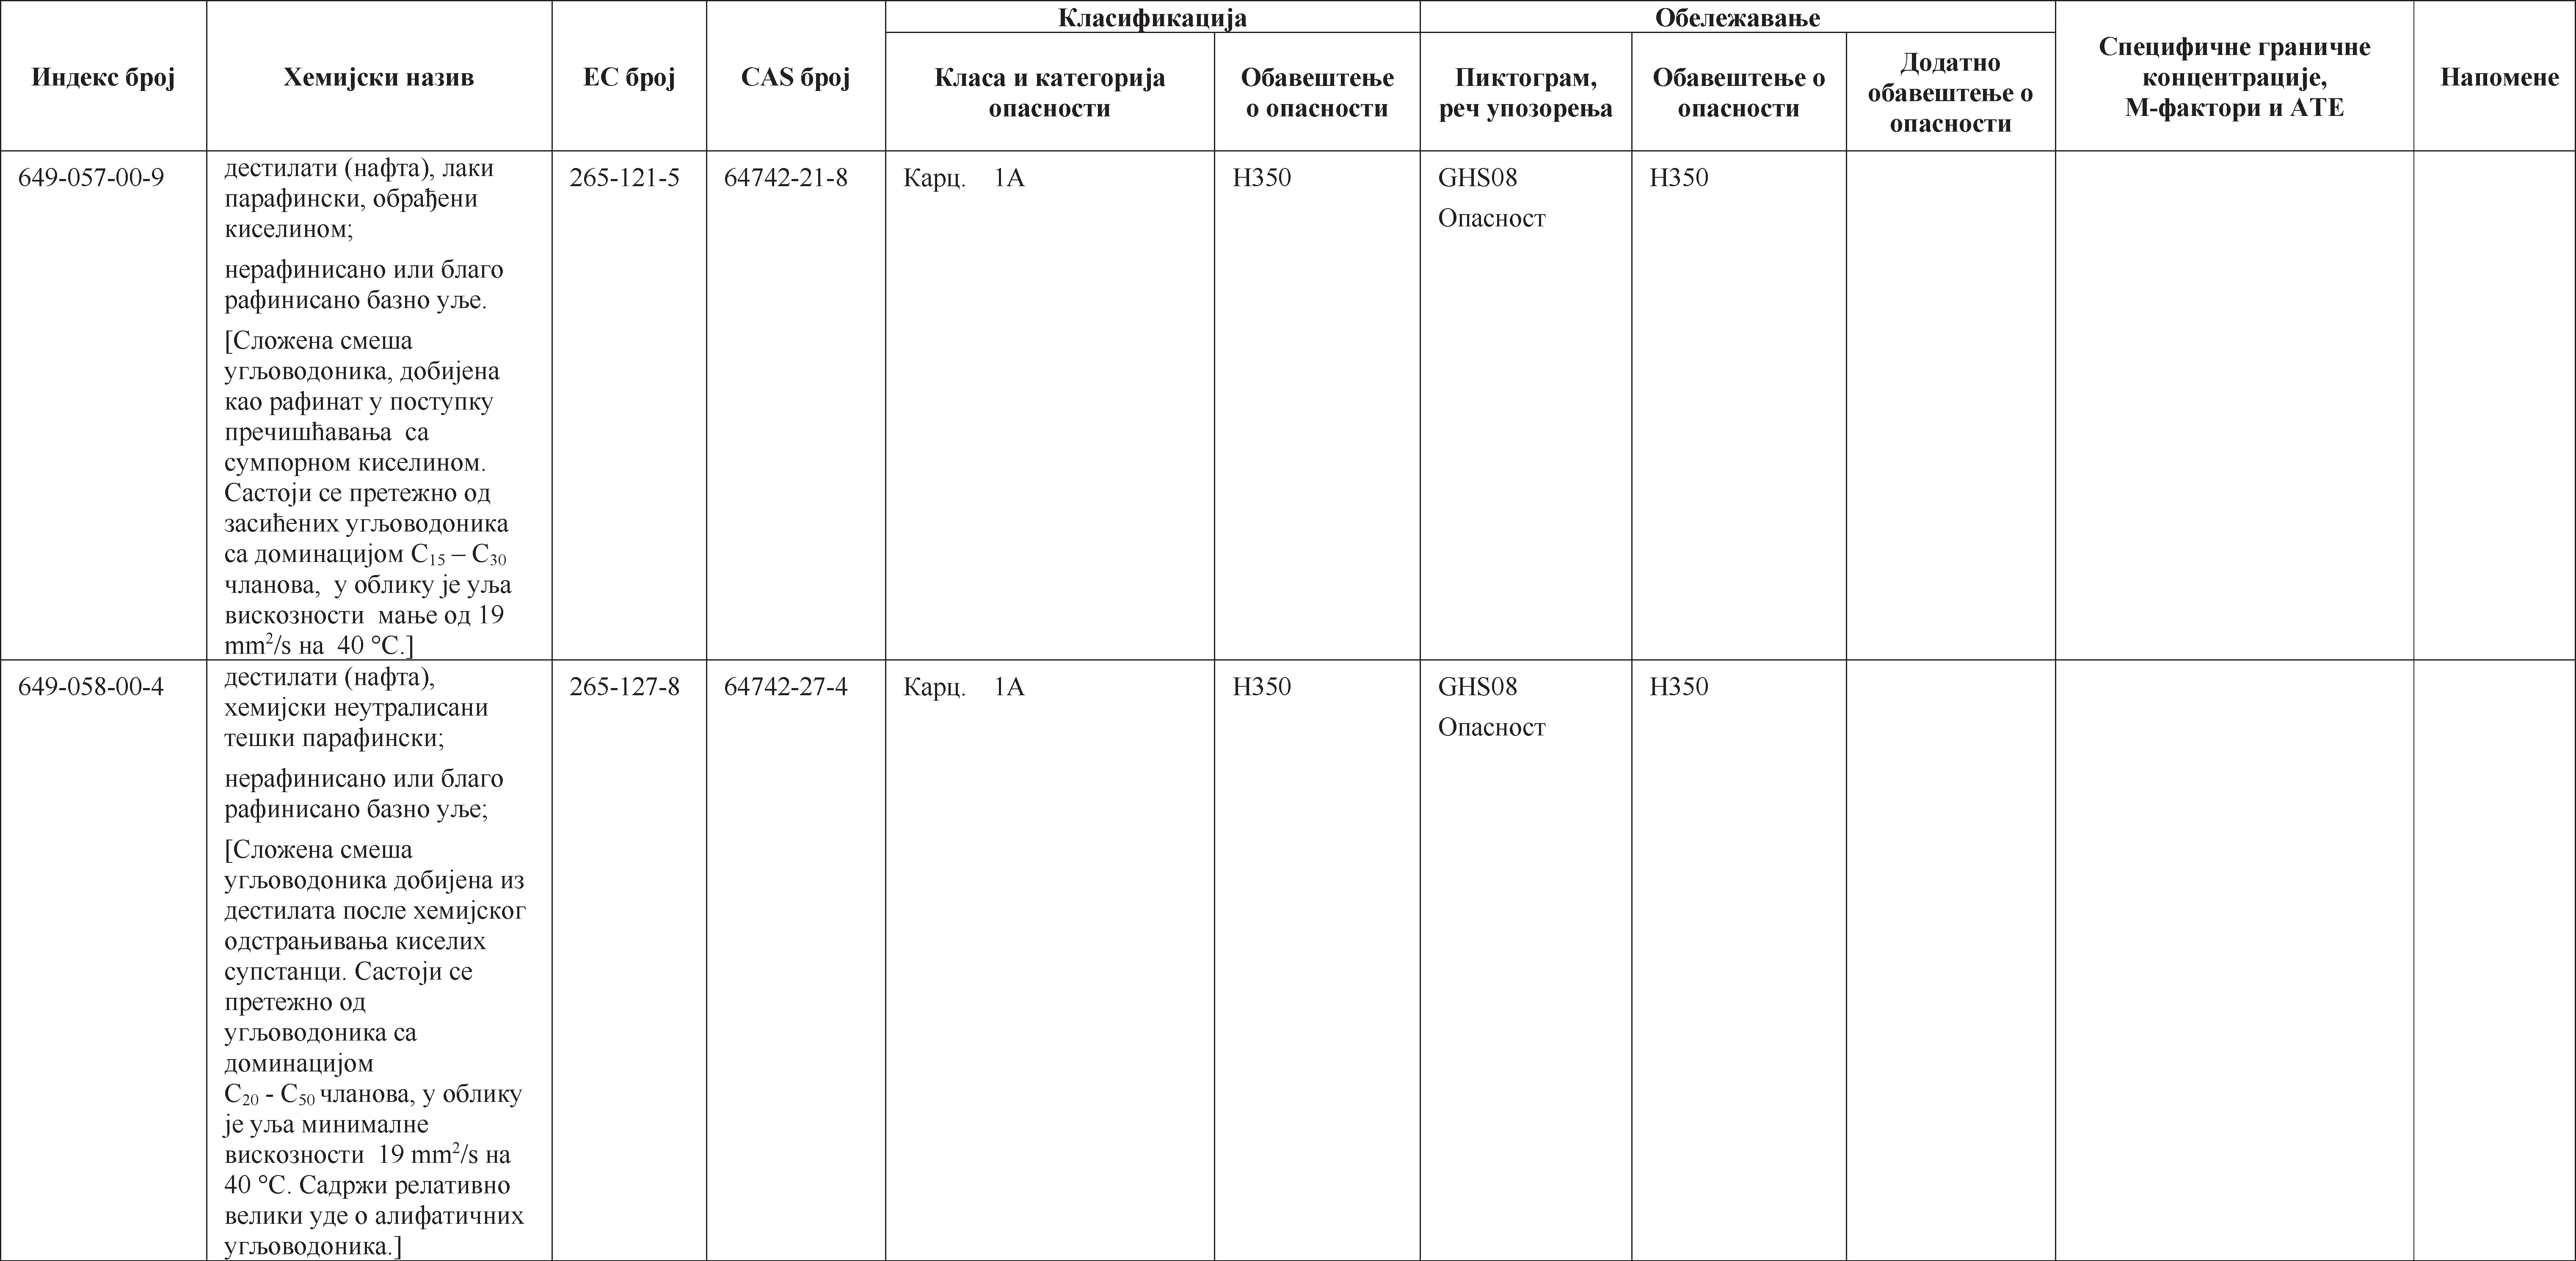 Индекс број
Хемијски назив
ЕС број
CAS број
Класификација
Класа и категорија
опасности
Обавештење
о опасности
Обележавање
Пиктограм,
реч упозорења
Обавештење о
опасности
Додатно
обавештење о
опасности
Специфичне граничне
концентрације,
М-фактори и АТЕ
Напомене
649-057-00-9
дестилати (нафта), лаки
парафински, обрађени
киселином;
нерафинисано или благо
рафинисано базно уље.
[Сложена смеша
угљоводоника, добијена
као рафинат у поступку
пречишћавања  са
сумпорном киселином.
Састоји се претежно од
засићених угљоводоника
са доминацијом C₁₅ – C₃₀
чланова,  у облику је уља
вискозности  мање од 19
mm²/s на  40 °C.]
265-121-5
64742-21-8
Карц.    1А
H350
GHS08
Опасност
H350
649-058-00-4
дестилати (нафта),
хемијски неутралисани
тешки парафински;
нерафинисано или благо
рафинисано базно уље;
[Сложена смеша
угљоводоника добијена из
дестилата после хемијског
одстрањивања киселих
супстанци. Састоји се
претежно од
угљоводоника са
доминацијом
C₂₀ - C₅₀ чланова, у облику
је уља минималне
вискозности  19 mm²/s на
40 °C. Садржи релативно
велики уде о алифатичних
угљоводоника.]
265-127-8
64742-27-4
Карц.    1А
H350
GHS08
Опасност
H350